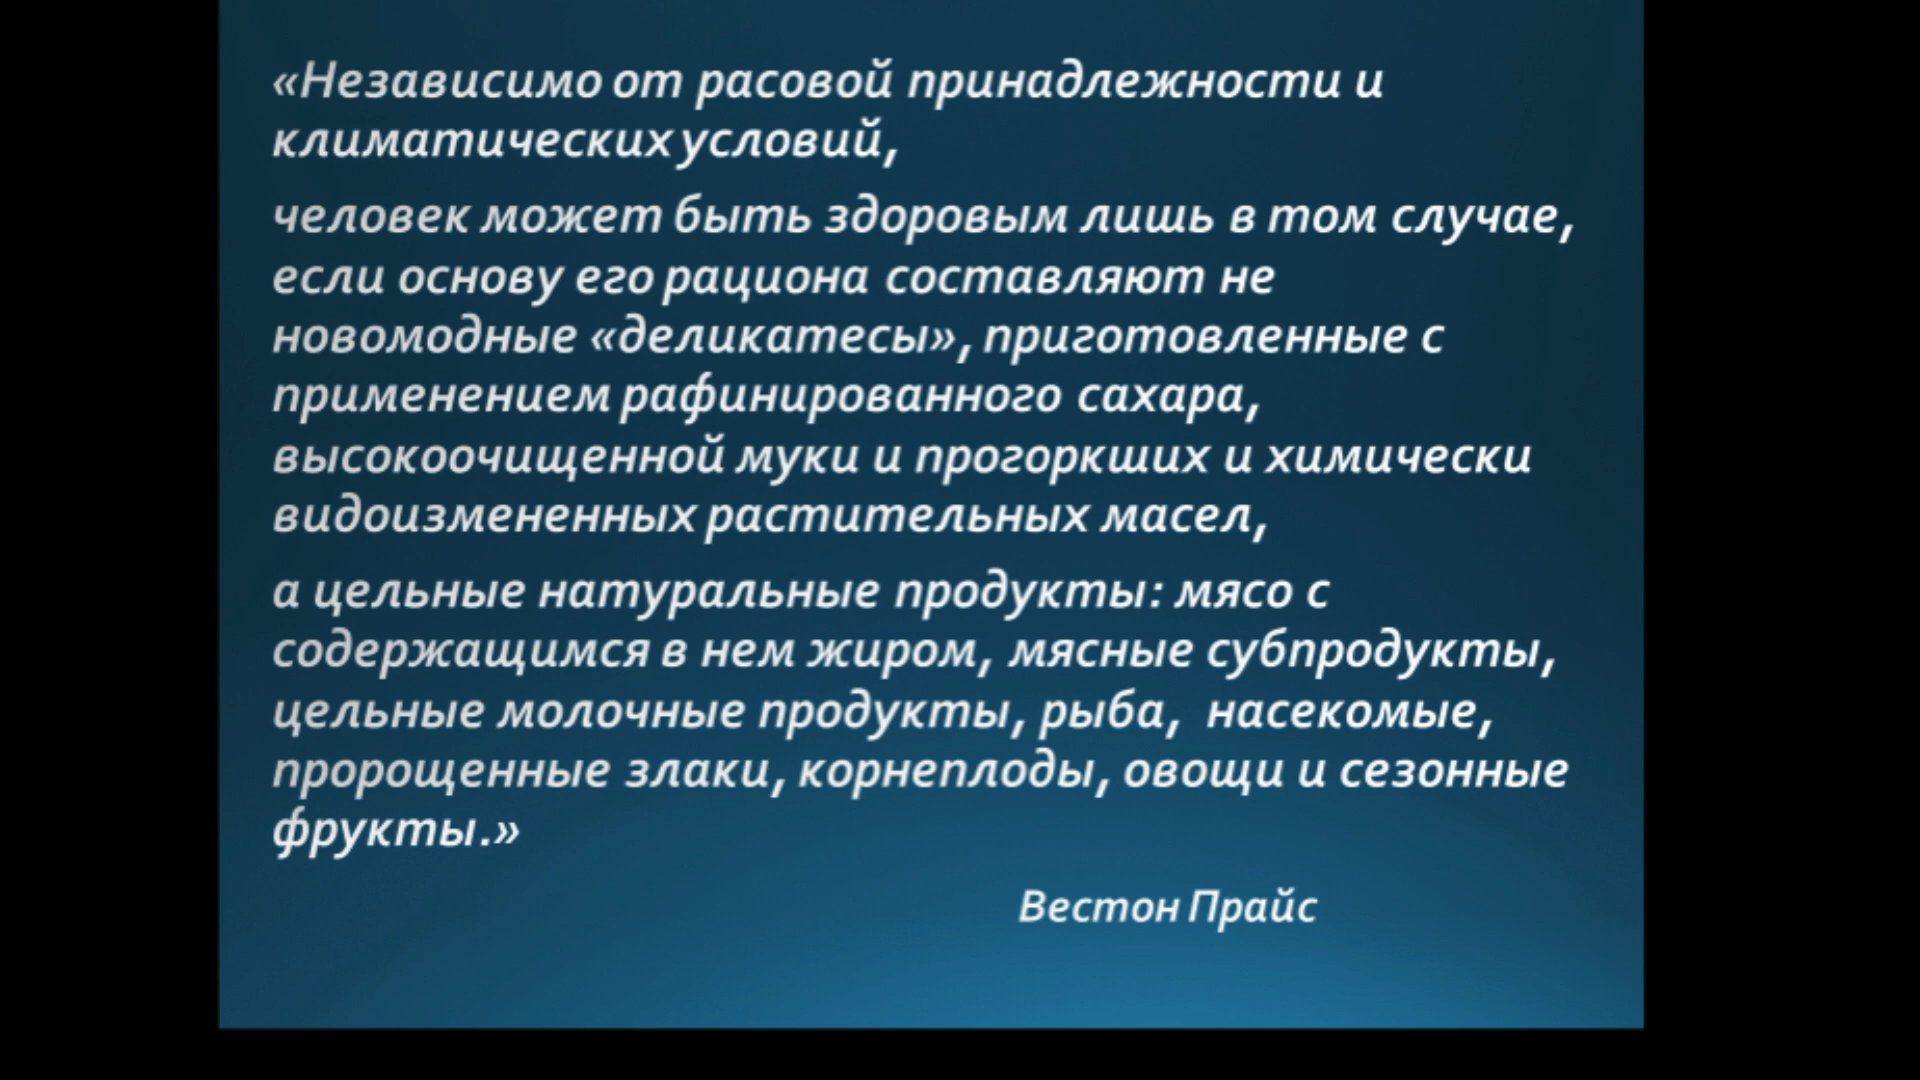 «Независимо от расовой принадлежности и
климатических условий,
человек может быть здоровым лишь в том случае,
если основу его рациона составляют не
новомодные «деликатесы», приготовленные с
применением рафинированного сахара,
высокоочищенной муки и прогоркших и химически
видоизмененных растительных масел,
а цельные натуральные продукты: мясо с
содержащимся в нем жиром, мясные субпродукты,
цельные молочные продукты, рыба, насекомые,
пророщенные злаки, корнеплоды, овощи и сезонные
фрукты.»
Вестон Прайс